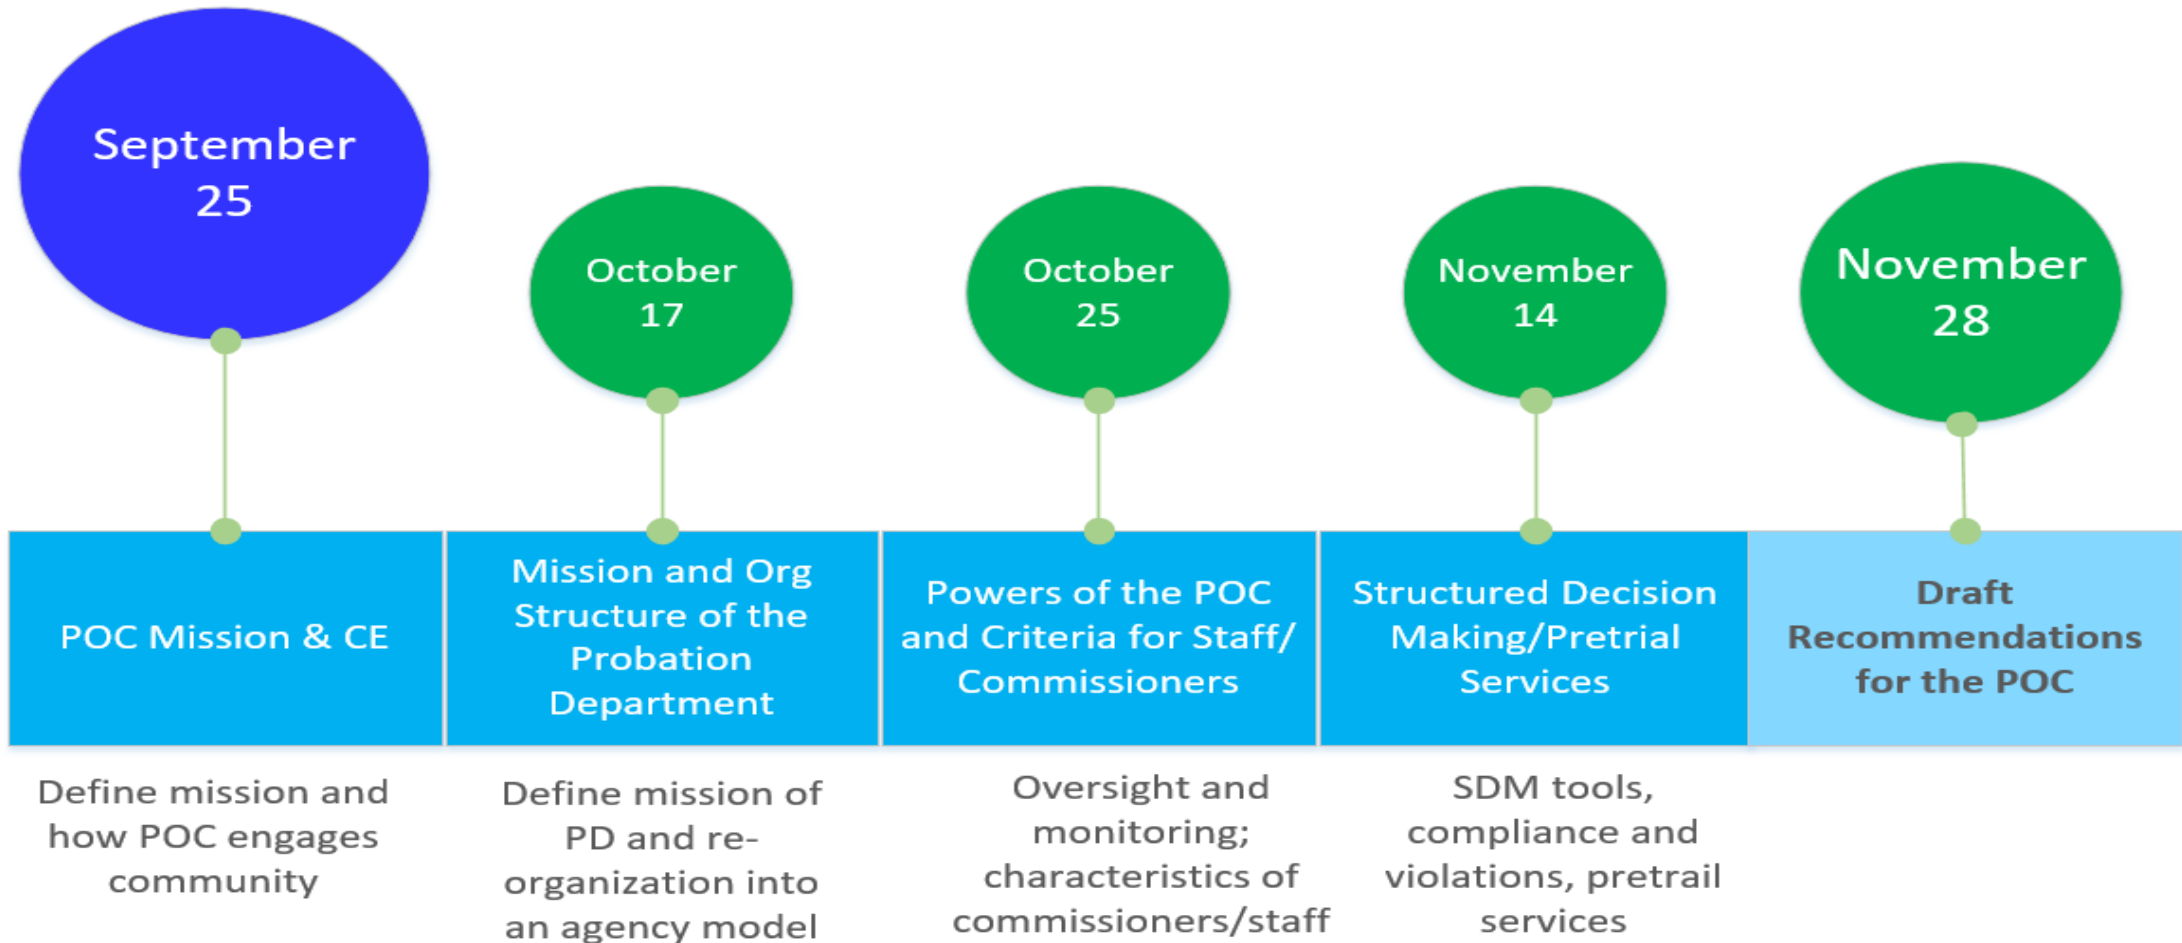 September
25
October
17
October
25
November
14
November
28
POC Mission & CE
Mission and Org
Structure of the
Probation
Department
Powers of the POC
and Criteria for Staff/
Commissioners
Structured Decision
Making/Pretrial
Services
Draft
Recommendations
for the POC
Define mission and
how POC engages
community
Define mission of
PD and re-
organization into
an agency model
Oversight and
monitoring;
characteristics of
commissioners/staff
SDM tools,
compliance and
violations, pretrail
services